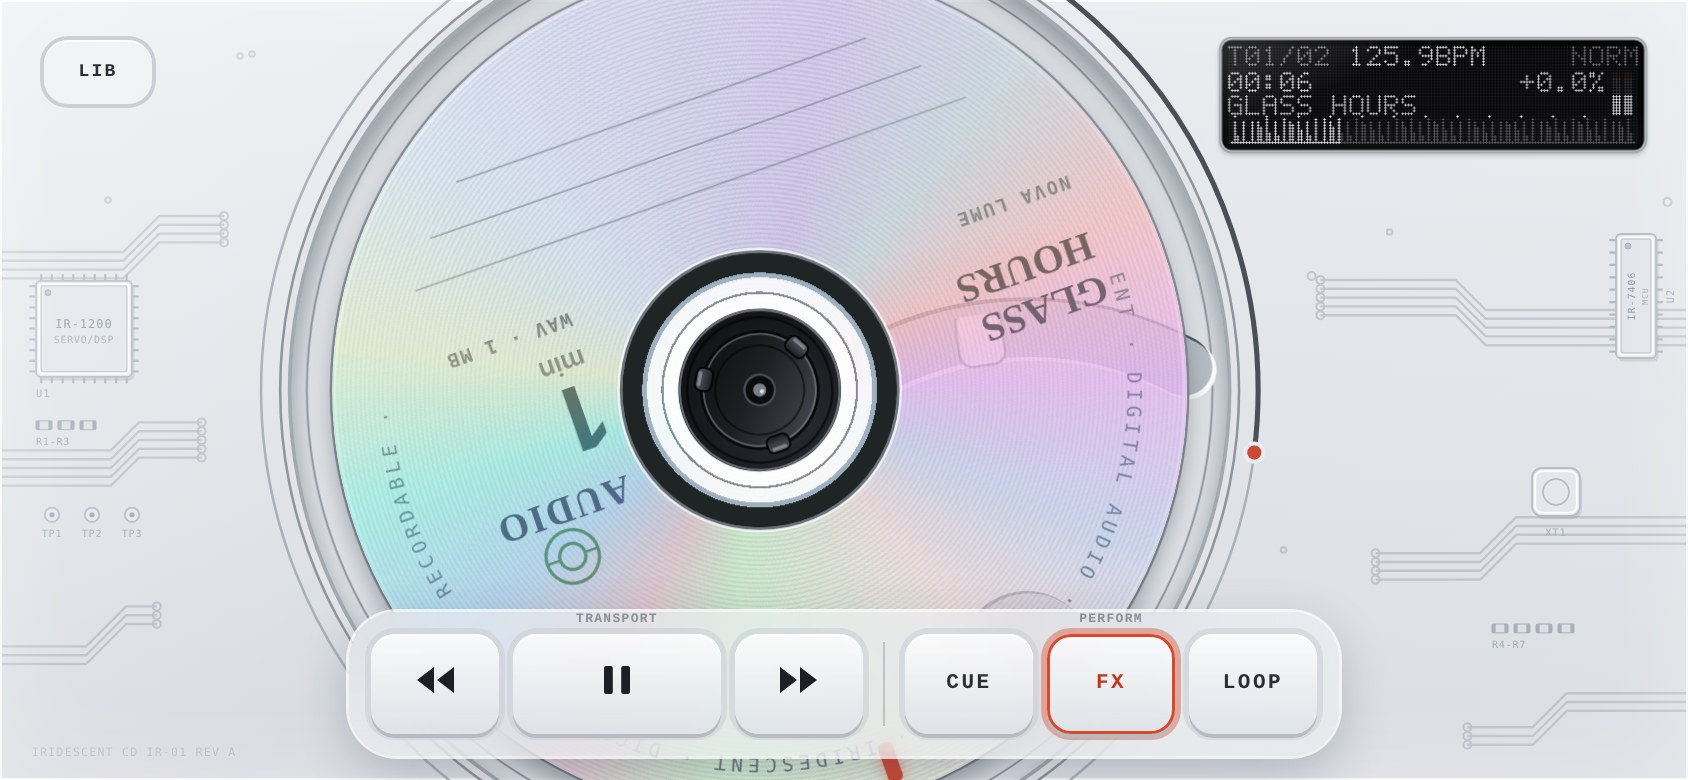 LIB
T01/02 125.9BPM NORM
00:06 +0.0%
GLASS HOURS
NOVA LUME
GLASS
HOURS
AUDIO
1
min
WAV · 1 MB
RECORDABLE ·
ENT · DIGITAL AUDIO ·
IRIDESCENT · DIG
IR-1200
SERVO/DSP
U1
R1-R3
TP1 TP2 TP3
IR-7406
MCU
U2
XT1
R4-R7
TRANSPORT
PERFORM
CUE
FX
LOOP
IRIDESCENT CD IR-01 REV A